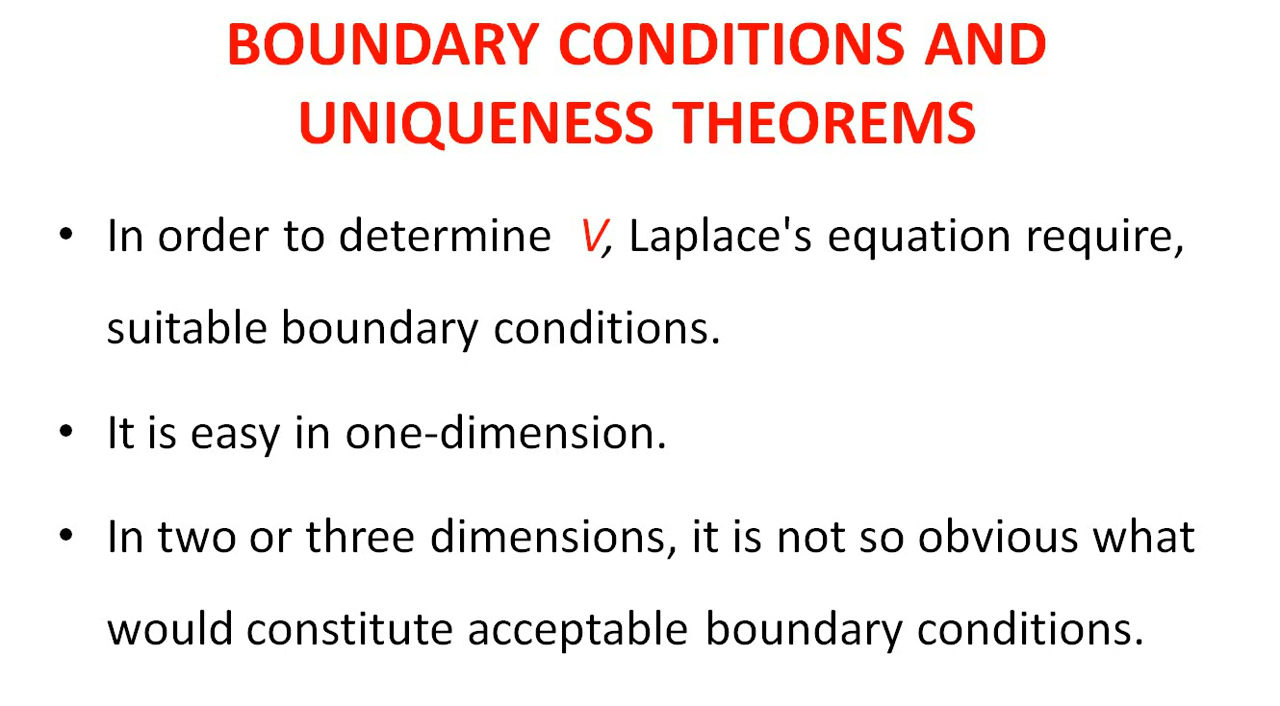 BOUNDARY CONDITIONS AND
UNIQUENESS THEOREMS
• In order to determine V, Laplace's equation require,
suitable boundary conditions.
• It is easy in one-dimension.
• In two or three dimensions, it is not so obvious what
would constitute acceptable boundary conditions.